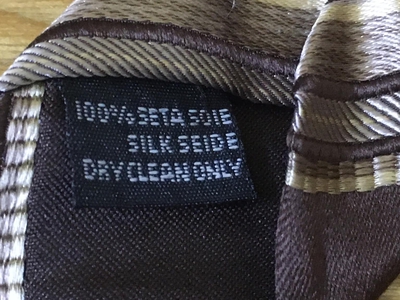 100% SETA SOIE
SILK SEIDE
DRY CLEAN ONLY